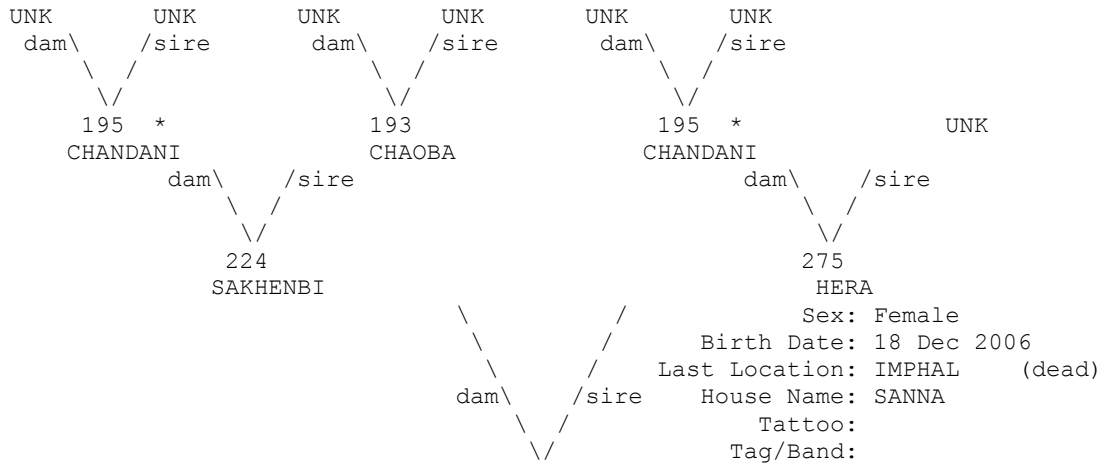 UNK UNK UNK UNK UNK UNK
dam\ /sire dam\ /sire dam\ /sire
\ / \ / \ /
\/ \/ \/
195 * 193 195 * UNK
CHANDANI CHAOBA CHANDANI
dam\ /sire dam\ /sire
\ / \ /
\/ \/
224 275
SAKHENBI HERA
\ / Sex: Female
\ / Birth Date: 18 Dec 2006
\ / Last Location: IMPHAL (dead)
dam\ /sire House Name: SANNA
\ / Tattoo:
\/ Tag/Band: